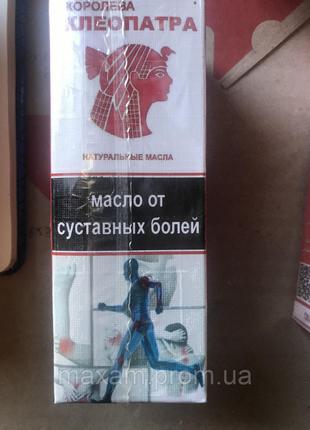 КОРОЛЕВА
КЛЕОПАТРА
НАТУРАЛЬНЫЕ МАСЛА
масло от
суставных болей
maxam.prom.ua